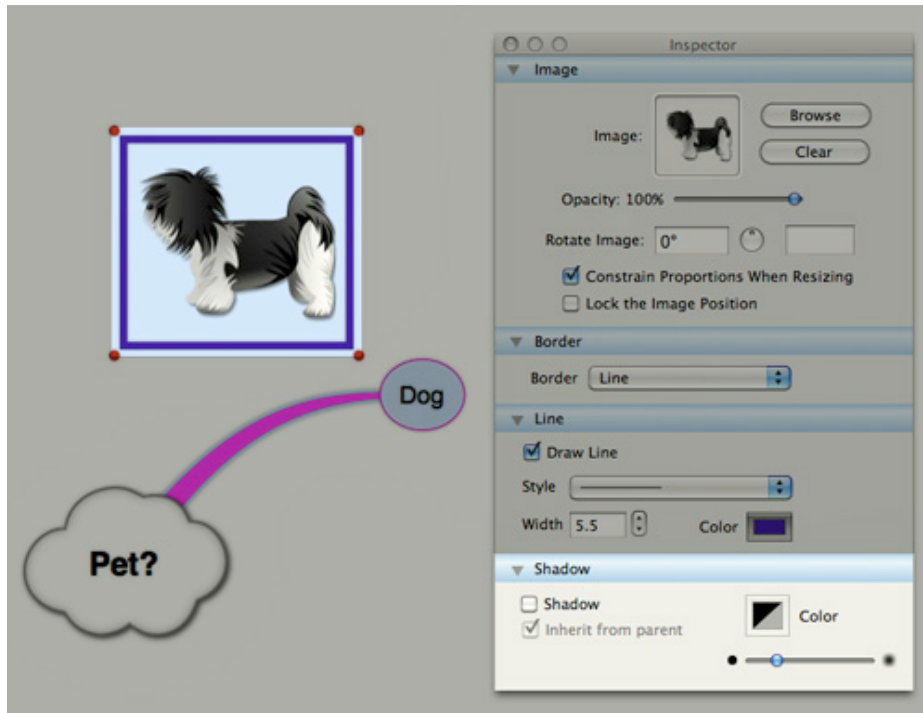 Inspector
Image
Image:
Browse
Clear
Opacity: 100%
Rotate Image: 0°
Constrain Proportions When Resizing
Lock the Image Position
Border
Border Line
Line
Draw Line
Style
Width 5.5 Color
Shadow
Shadow
Color
Inherit from parent
Dog
Pet?